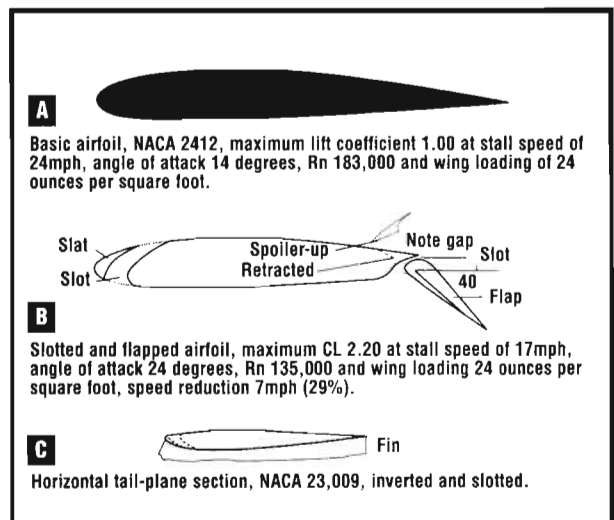 A
Basic airfoil, NACA 2412, maximum lift coefficient 1.00 at stall speed of
24mph, angle of attack 14 degrees, Rn 183,000 and wing loading of 24
ounces per square foot.
Slat
Slot
Spoiler-up
Retracted
Note gap
Slot
40
Flap
B
Slotted and flapped airfoil, maximum CL 2.20 at stall speed of 17mph,
angle of attack 24 degrees, Rn 135,000 and wing loading 24 ounces per
square foot, speed reduction 7mph (29%).
C
Fin
Horizontal tail-plane section, NACA 23,009, inverted and slotted.